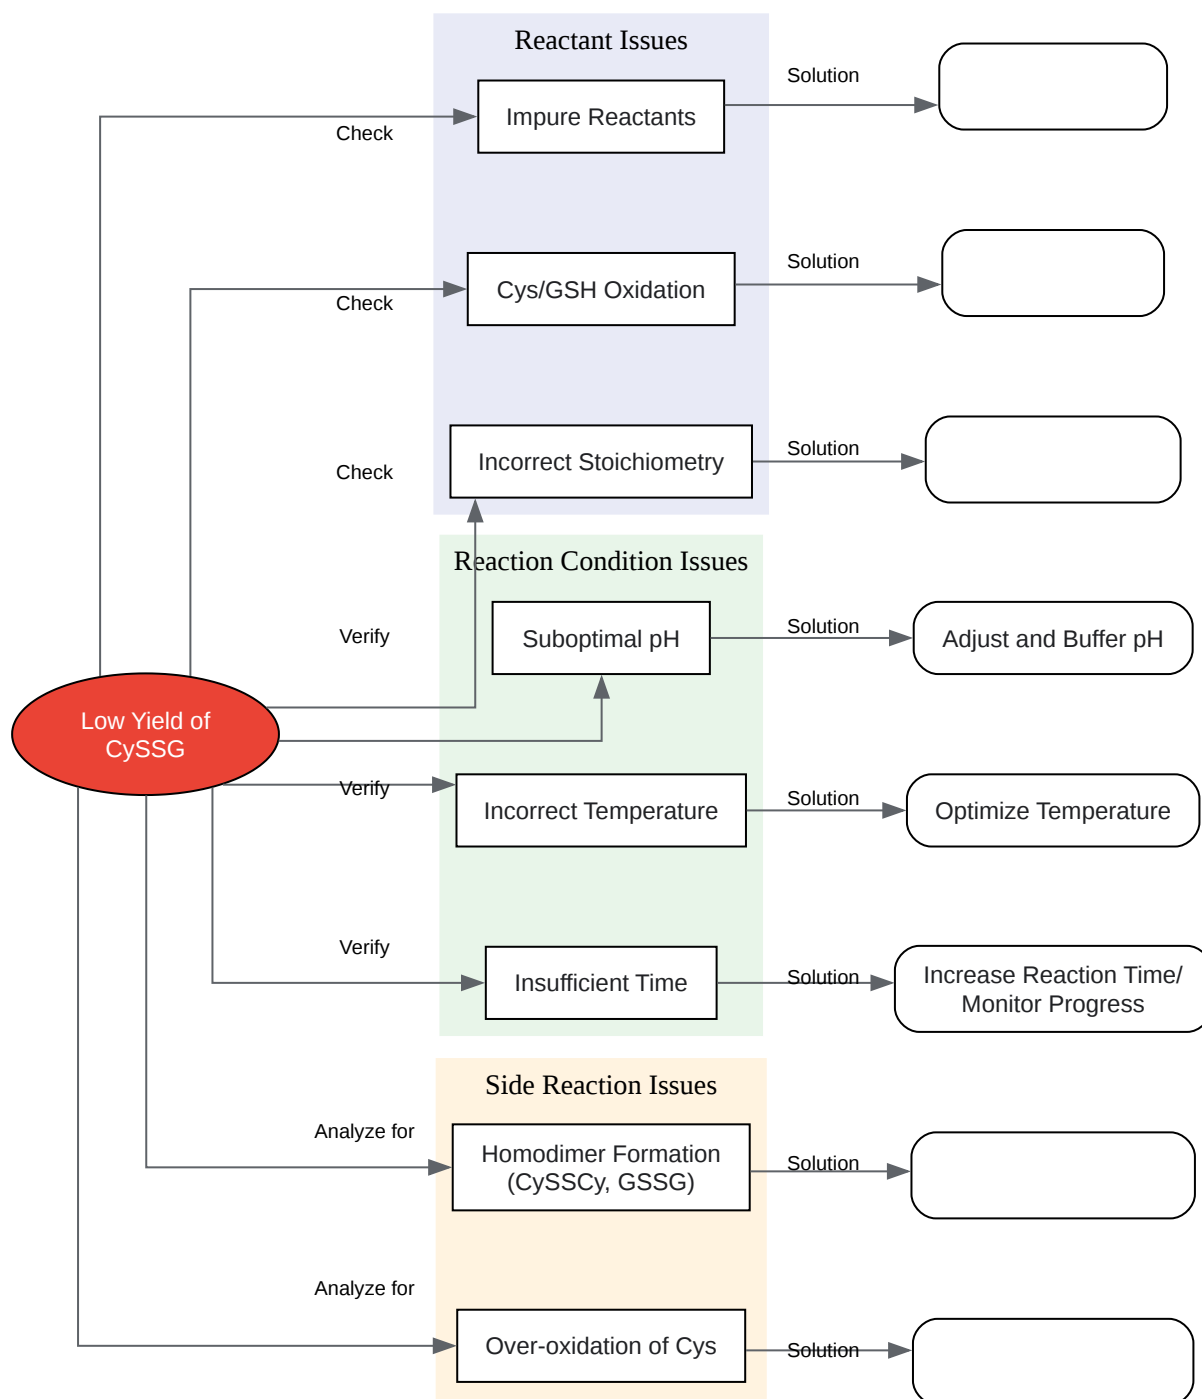 Reactant Issues
Solution
Impure Reactants
Check
Solution
Cys/GSH Oxidation
Check
Solution
Incorrect Stoichiometry
Check
Reaction Condition Issues
Verify
Suboptimal pH
Solution
Adjust and Buffer pH
Low Yield of
CySSG
Verify
Incorrect Temperature
Solution
Optimize Temperature
Verify
Insufficient Time
Solution
Increase Reaction Time/
Monitor Progress
Side Reaction Issues
Analyze for
Homodimer Formation
(CySSCy, GSSG)
Solution
Analyze for
Over-oxidation of Cys
Solution